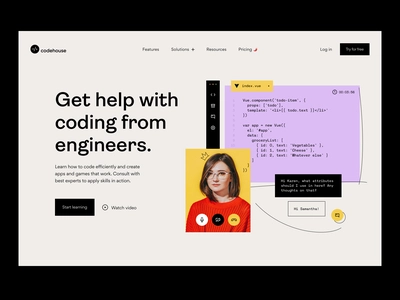 codehouse
Features
Solutions +
Resources
Pricing
Log in
Try for free
Get help with
coding from
engineers.
Learn how to code efficiently and create
apps and games that work. Consult with
best experts to apply skills in action.
Start learning
Watch video
index.vue
00:05:86
Vue.component('todo-item', {
props: ['todo'],
template: '<li>{{ todo.text }}</li>'
})
var app = new Vue({
el: '#app',
data: {
groceryList: [
{ id: 0, text: 'Vegetables' },
{ id: 1, text: 'Cheese' },
{ id: 2, text: 'Whatever else' }
]
}
})
Hi Karen, what attributes
should I use in here? Any
thoughts on that?
Hi Samantha!